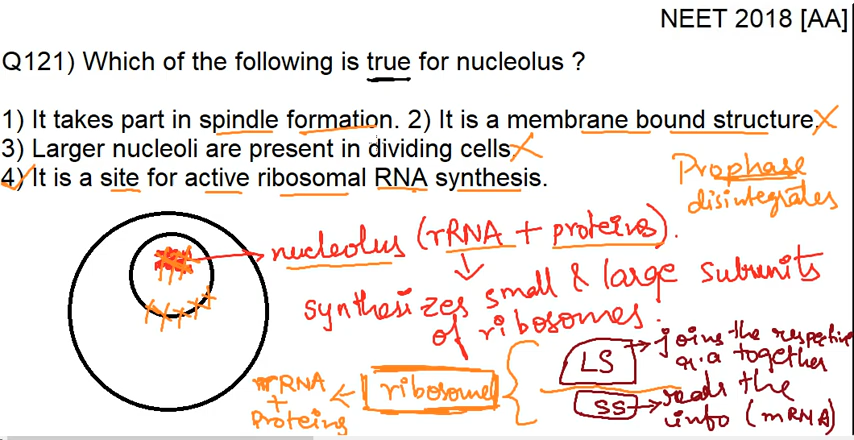 NEET 2018 [AA]
Q121) Which of the following is true for nucleolus ?
1) It takes part in spindle formation. 2) It is a membrane bound structure.
3) Larger nucleoli are present in dividing cells
4) It is a site for active ribosomal RNA synthesis.
Prophase
disintegrates
nucleolus (rRNA + proteins).
synthesizes small & large subunits
of ribosomes.
LS → joins the respective
a.a together
rRNA
+
Proteins
ribosome
SS → reads the
info (mRNA)